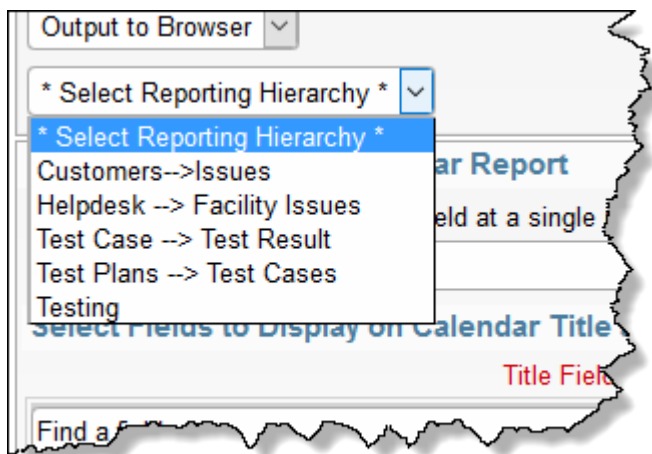 Output to Browser
* Select Reporting Hierarchy *
* Select Reporting Hierarchy *
Customers-->Issues
ar Report
Helpdesk --> Facility Issues
eld at a single
Test Case --> Test Result
Test Plans --> Test Cases
Testing
Select Fields to Display on Calendar Title
Title Field
Find a